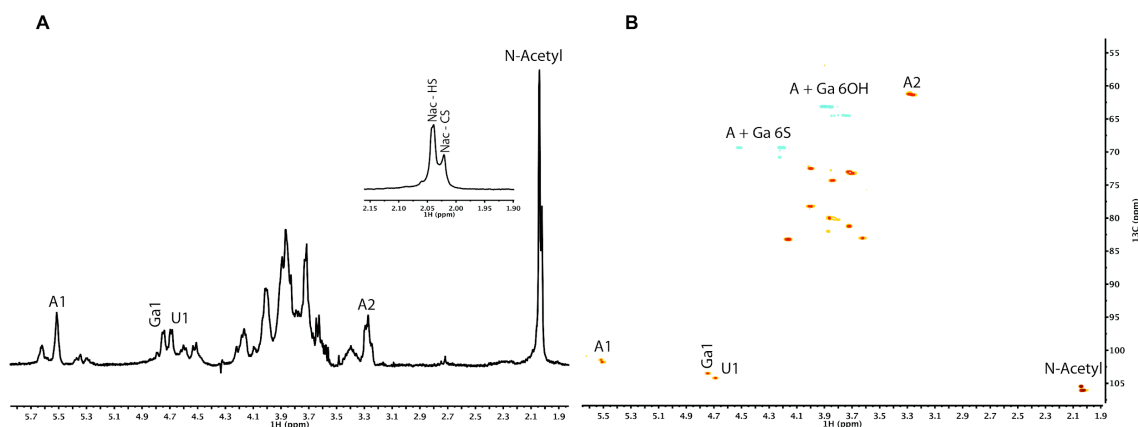 A
N-Acetyl
Nac - HS
Nac - CS
2.15 2.10 2.05 2.00 1.95 1.90
1H (ppm)
A1
Ga1
U1
A2
5.7 5.5 5.3 5.1 4.9 4.7 4.5 4.3 4.1 3.9 3.7 3.5 3.3 3.1 2.9 2.7 2.5 2.3 2.1 1.9
1H (ppm)
B
A + Ga 6OH
A2
A + Ga 6S
A1
Ga1
U1
N-Acetyl
55
60
65
70
75
80
85
90
95
100
105
13C (ppm)
5.5 5.3 5.1 4.9 4.7 4.5 4.3 4.1 3.9 3.7 3.5 3.3 3.1 2.9 2.7 2.5 2.3 2.1 1.9
1H (ppm)